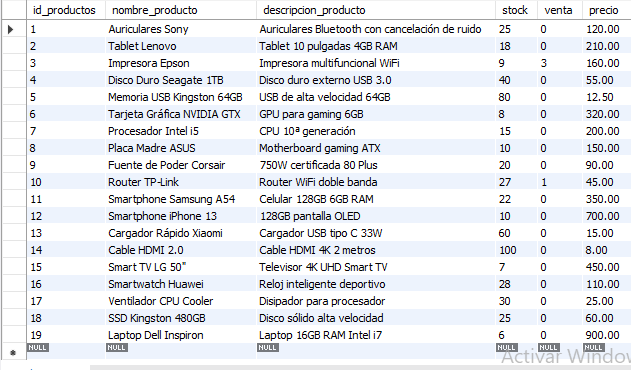 id_productos nombre_producto descripcion_producto stock venta precio
1 Auriculares Sony Auriculares Bluetooth con cancelación de ruido 25 0 120.00
2 Tablet Lenovo Tablet 10 pulgadas 4GB RAM 18 0 210.00
3 Impresora Epson Impresora multifuncional WiFi 9 3 160.00
4 Disco Duro Seagate 1TB Disco duro externo USB 3.0 40 0 55.00
5 Memoria USB Kingston 64GB USB de alta velocidad 64GB 80 0 12.50
6 Tarjeta Gráfica NVIDIA GTX GPU para gaming 6GB 8 0 320.00
7 Procesador Intel i5 CPU 10ª generación 15 0 200.00
8 Placa Madre ASUS Motherboard gaming ATX 10 0 150.00
9 Fuente de Poder Corsair 750W certificada 80 Plus 20 0 90.00
10 Router TP-Link Router WiFi doble banda 27 1 45.00
11 Smartphone Samsung A54 Celular 128GB 6GB RAM 22 0 350.00
12 Smartphone iPhone 13 128GB pantalla OLED 10 0 700.00
13 Cargador Rápido Xiaomi Cargador USB tipo C 33W 60 0 15.00
14 Cable HDMI 2.0 Cable HDMI 4K 2 metros 100 0 8.00
15 Smart TV LG 50" Televisor 4K UHD Smart TV 7 0 450.00
16 Smartwatch Huawei Reloj inteligente deportivo 28 0 110.00
17 Ventilador CPU Cooler Disipador para procesador 30 0 25.00
18 SSD Kingston 480GB Disco sólido alta velocidad 25 0 60.00
19 Laptop Dell Inspiron Laptop 16GB RAM Intel i7 6 0 900.00
NULL NULL NULL NULL NULL NULL
Activar Window